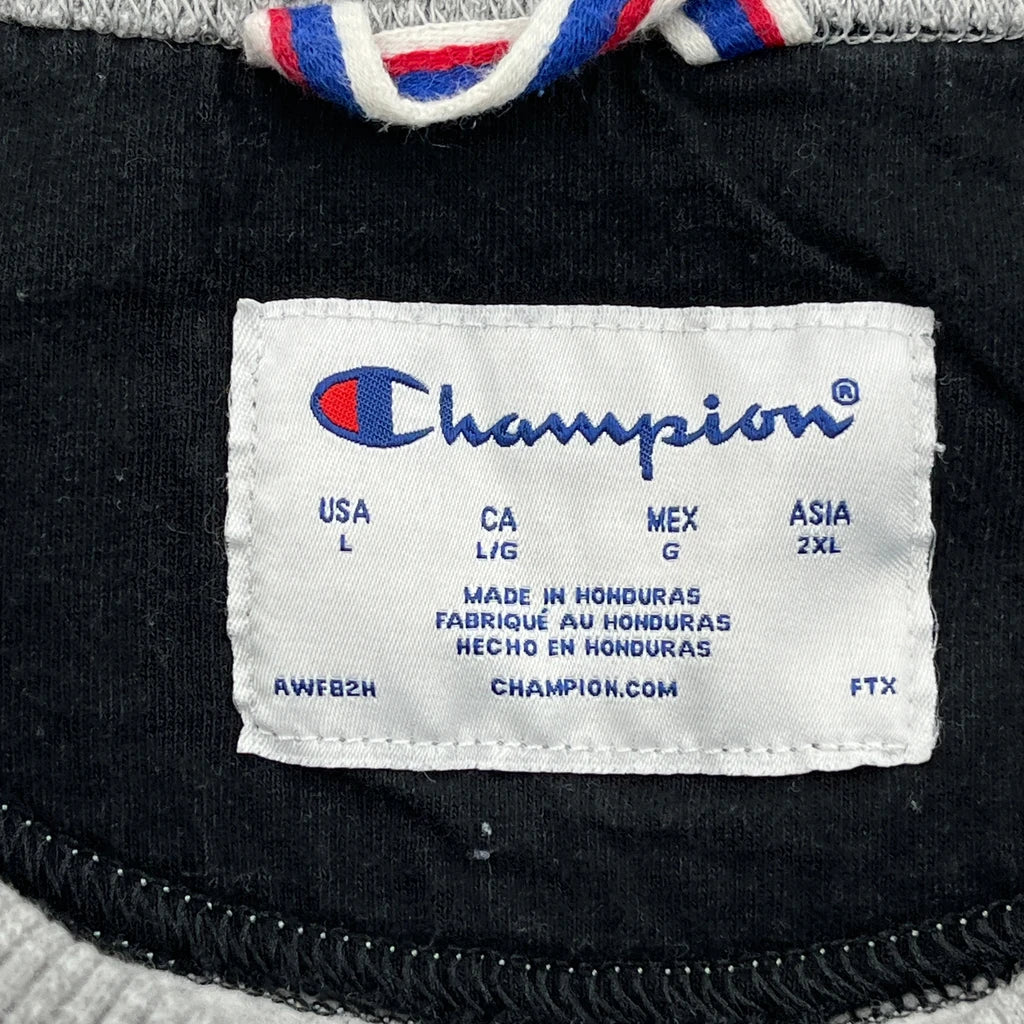 Champion®
USA CA MEX ASIA
L L/G G 2XL
MADE IN HONDURAS
FABRIQUÉ AU HONDURAS
HECHO EN HONDURAS
AWF82H CHAMPION.COM FTX